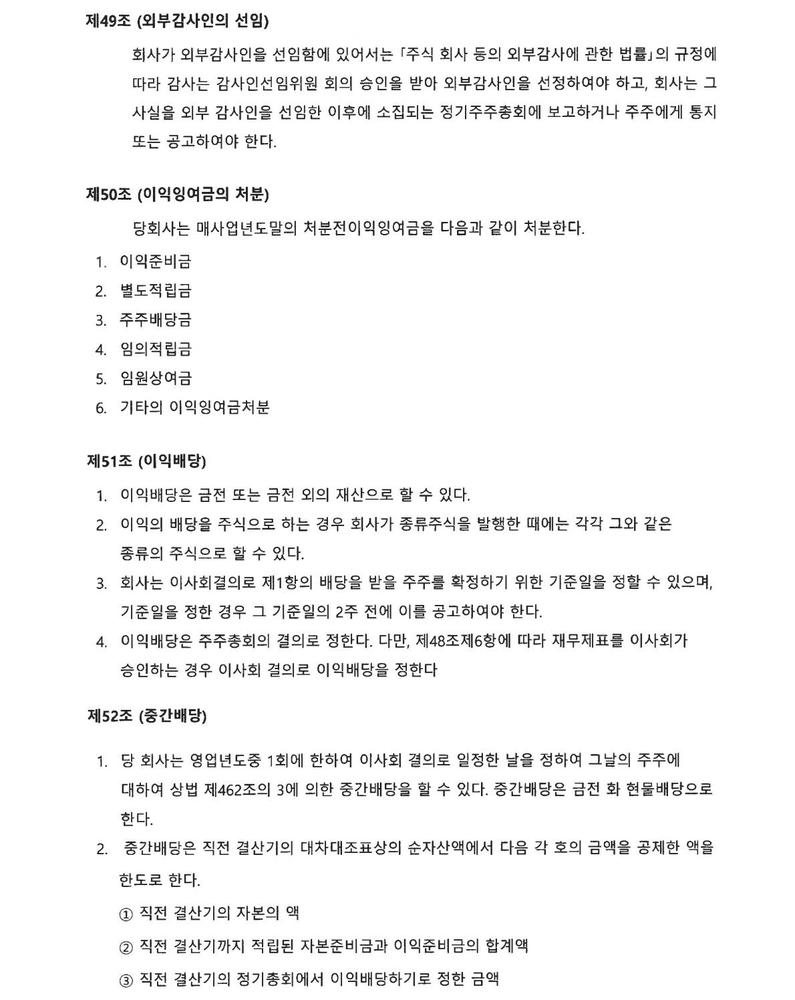 제49조 (외부감사인의 선임)
회사가 외부감사인을 선임함에 있어서는 「주식 회사 등의 외부감사에 관한 법률」의 규정에
따라 감사는 감사인선임위원 회의 승인을 받아 외부감사인을 선정하여야 하고, 회사는 그
사실을 외부 감사인을 선임한 이후에 소집되는 정기주주총회에 보고하거나 주주에게 통지
또는 공고하여야 한다.
제50조 (이익잉여금의 처분)
당회사는 매사업년도말의 처분전이익잉여금을 다음과 같이 처분한다.
1. 이익준비금
2. 별도적립금
3. 주주배당금
4. 임의적립금
5. 임원상여금
6. 기타의 이익잉여금처분
제51조 (이익배당)
1. 이익배당은 금전 또는 금전 외의 재산으로 할 수 있다.
2. 이익의 배당을 주식으로 하는 경우 회사가 종류주식을 발행한 때에는 각각 그와 같은
종류의 주식으로 할 수 있다.
3. 회사는 이사회결의로 제1항의 배당을 받을 주주를 확정하기 위한 기준일을 정할 수 있으며,
기준일을 정한 경우 그 기준일의 2주 전에 이를 공고하여야 한다.
4. 이익배당은 주주총회의 결의로 정한다. 다만, 제48조제6항에 따라 재무제표를 이사회가
승인하는 경우 이사회 결의로 이익배당을 정한다
제52조 (중간배당)
1. 당 회사는 영업년도중 1회에 한하여 이사회 결의로 일정한 날을 정하여 그날의 주주에
대하여 상법 제462조의 3에 의한 중간배당을 할 수 있다. 중간배당은 금전 화 현물배당으로
한다.
2. 중간배당은 직전 결산기의 대차대조표상의 순자산액에서 다음 각 호의 금액을 공제한 액을
한도로 한다.
① 직전 결산기의 자본의 액
② 직전 결산기까지 적립된 자본준비금과 이익준비금의 합계액
③ 직전 결산기의 정기총회에서 이익배당하기로 정한 금액